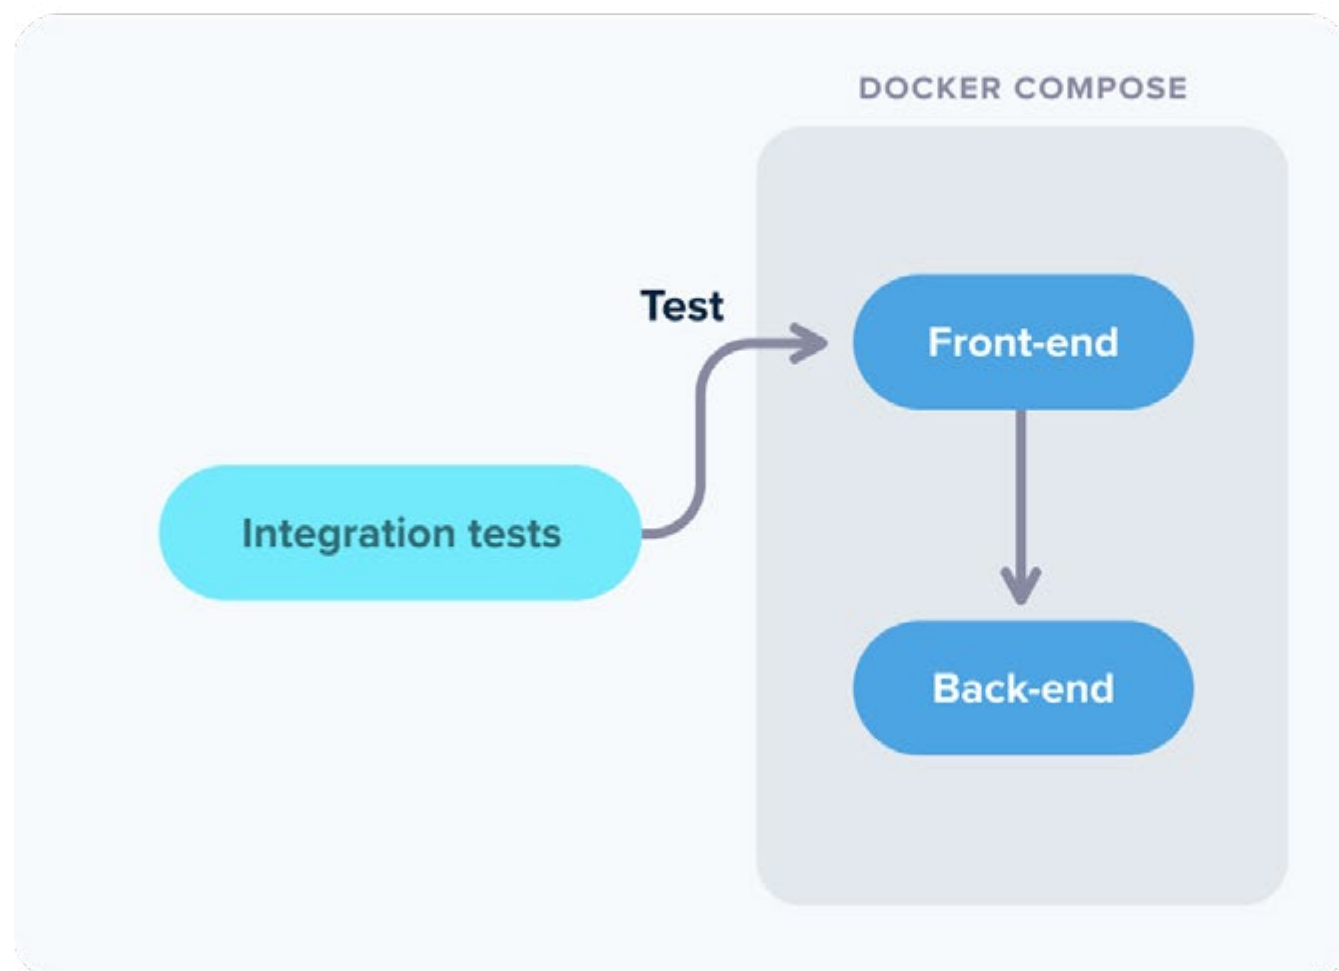 DOCKER COMPOSE
Test
Front-end
Integration tests
Back-end